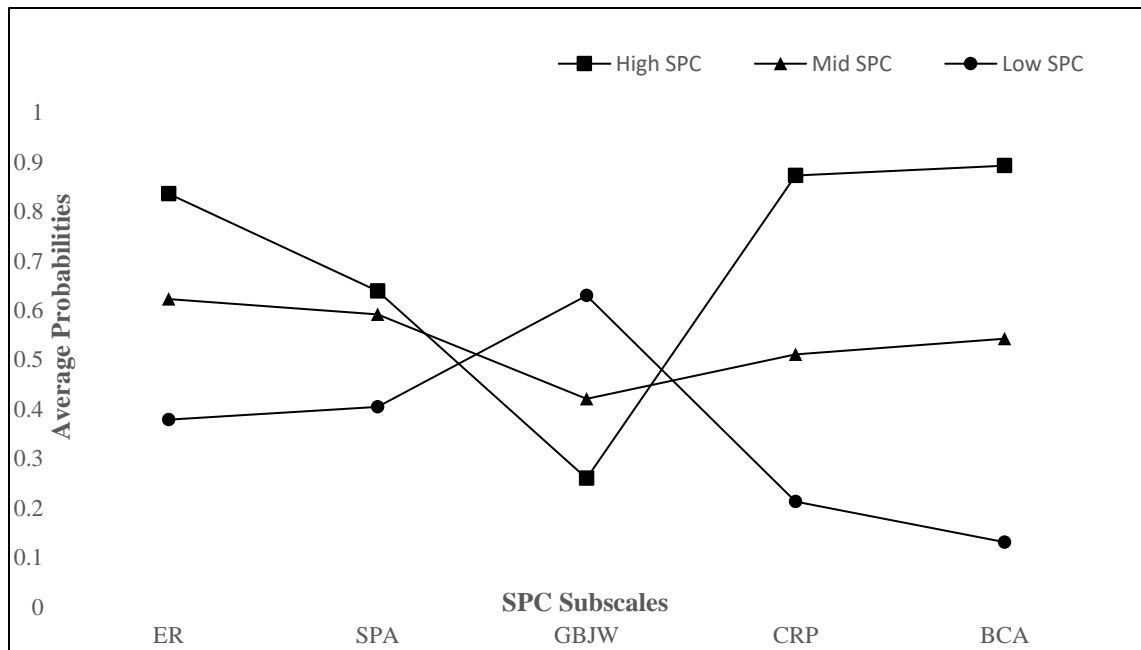 High SPC Mid SPC Low SPC
1
0.9
0.8
0.7
0.6
0.5
0.4
0.3
0.2
0.1
0
Average Probabilities
SPC Subscales
ER SPA GBJW CRP BCA